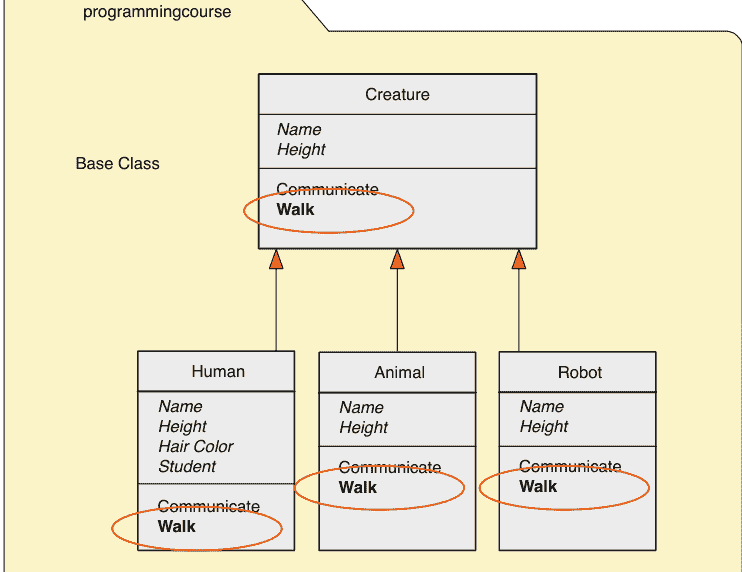 programmingcourse
Creature
Name
Height
Base Class
Communicate
Walk
Human
Name
Height
Hair Color
Student
Communicate
Walk
Animal
Name
Height
Communicate
Walk
Robot
Name
Height
Communicate
Walk